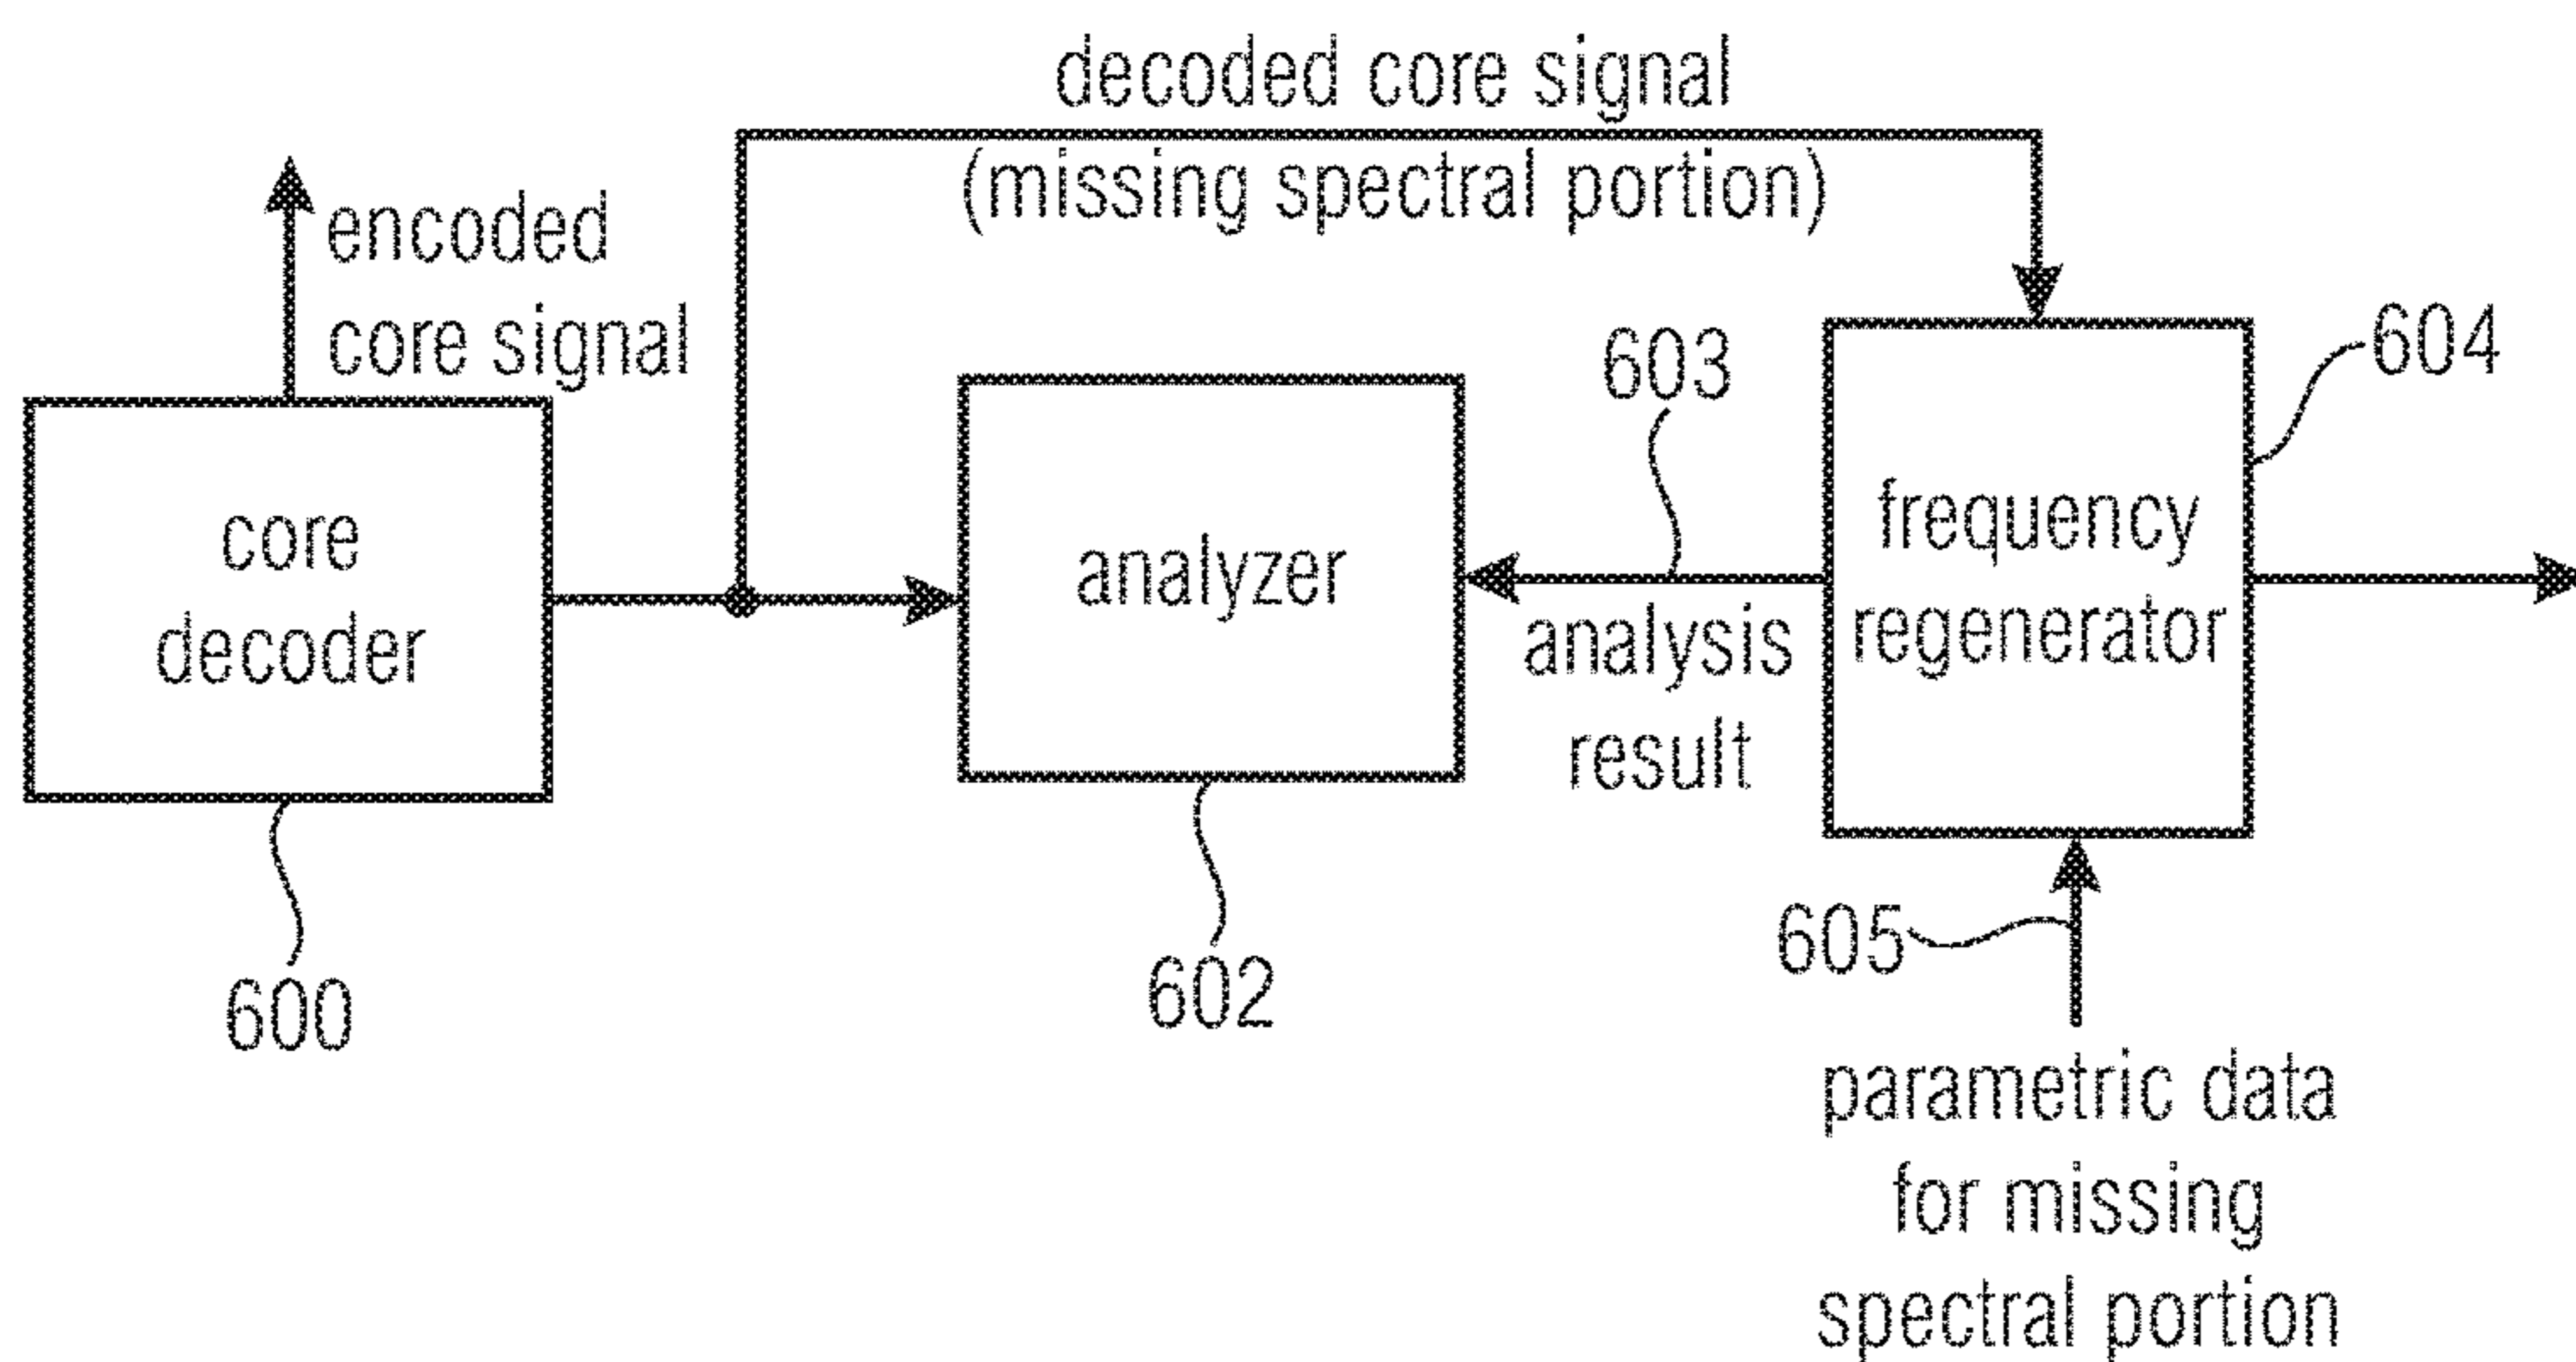 decoded core signal
(missing spectral portion)
encoded
core signal
603
604
core
decoder
analyzer
frequency
regenerator
analysis
result
600
602
605
parametric data
for missing
spectral portion